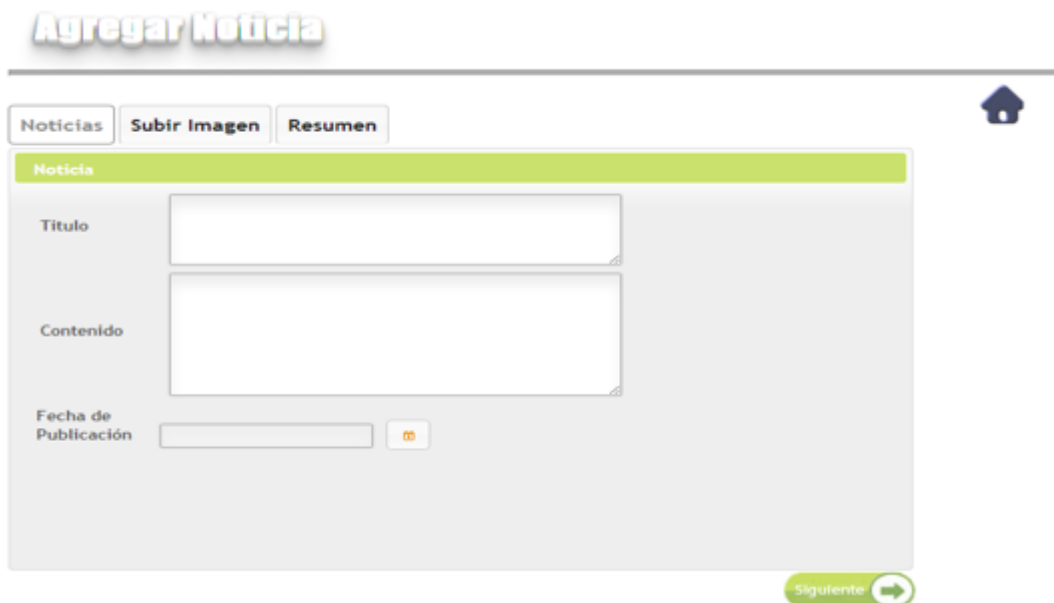 Agregar Noticia
Noticias Subir Imagen Resumen
Noticia
Titulo
Contenido
Fecha de
Publicación
Siguiente